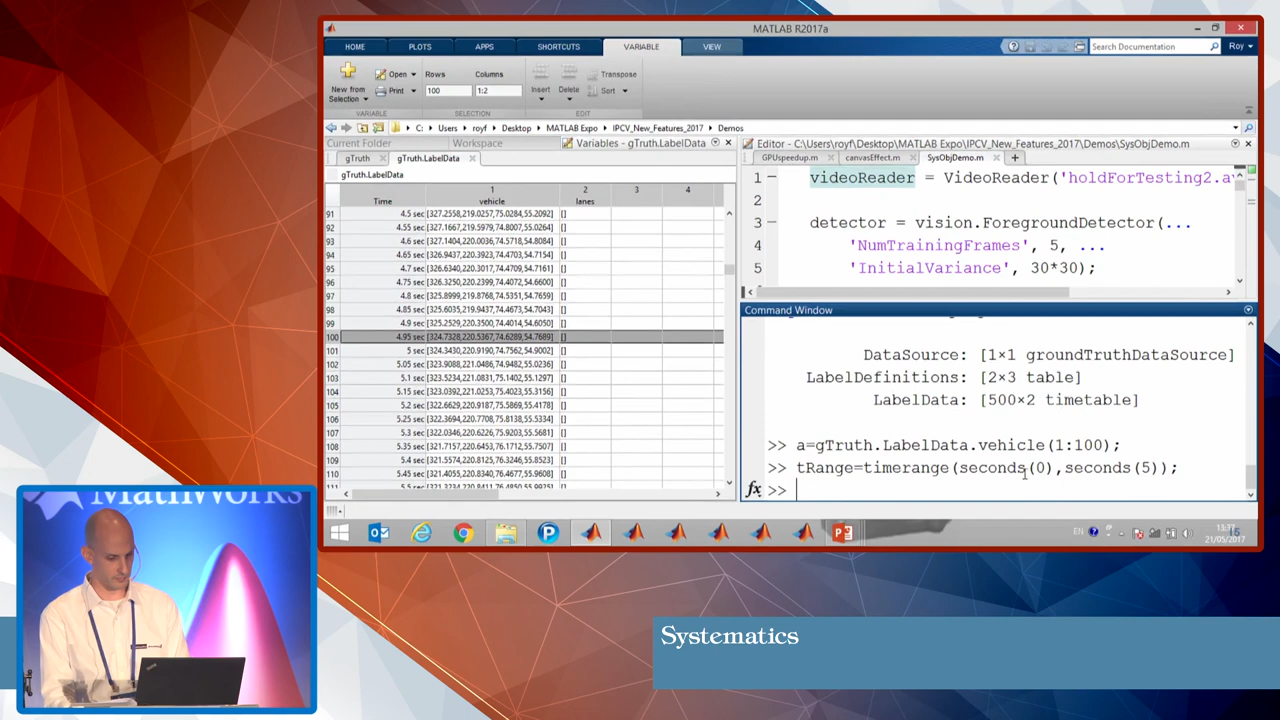 MATLAB R2017a
HOME PLOTS APPS SHORTCUTS VARIABLE VIEW
Search Documentation
Roy
New from
Selection
Open
Print
Rows
100
Columns
1:2
Insert
Delete
Transpose
Sort
VARIABLE
SELECTION
EDIT
C: Users royf Desktop MATLAB Expo IPCV_New_Features_2017 Demos
Current Folder
Workspace
Variables - gTruth.LabelData
gTruth
gTruth.LabelData
gTruth.LabelData
1 2 3 4
Time vehicle lanes
91 4.5 sec [327.2558,219.0257,75.0284,55.2092] []
92 4.55 sec [327.1667,219.5979,74.8007,55.0264] []
93 4.6 sec [327.1404,220.0036,74.5718,54.8084] []
94 4.65 sec [326.9437,220.3923,74.4703,54.7154] []
95 4.7 sec [326.6340,220.3017,74.4709,54.7161] []
96 4.75 sec [326.3250,220.2399,74.4072,54.6600] []
97 4.8 sec [325.8999,219.8768,74.5351,54.7659] []
98 4.85 sec [325.6035,219.9437,74.4673,54.7043] []
99 4.9 sec [325.2529,220.3500,74.4014,54.6050] []
100 4.95 sec [324.7328,220.5367,74.6289,54.7689] []
101 5 sec [324.3430,220.9190,74.7562,54.9002] []
102 5.05 sec [323.9088,221.0486,74.9482,55.0236] []
103 5.1 sec [323.5234,221.0831,75.1402,55.1297] []
104 5.15 sec [323.0392,221.0253,75.4023,55.3156] []
105 5.2 sec [322.6629,220.9187,75.5869,55.4178] []
106 5.25 sec [322.3694,220.7708,75.8138,55.5334] []
107 5.3 sec [322.0346,220.6226,75.9203,55.5681] []
108 5.35 sec [321.7157,220.6453,76.1712,55.7507] []
109 5.4 sec [321.5574,220.8125,76.3246,55.8523] []
110 5.45 sec [321.4055,220.8340,76.4677,55.9608] []
Editor - C:\Users\royf\Desktop\MATLAB Expo\IPCV_New_Features_2017\Demos\SysObjDemo.m
GPUspeedup.m
canvasEffect.m
SysObjDemo.m
1 videoReader = VideoReader('holdForTesting2.av
2
3 detector = vision.ForegroundDetector(...
4 'NumTrainingFrames', 5, ...
5 'InitialVariance', 30*30);
Command Window
DataSource: [1×1 groundTruthDataSource]
LabelDefinitions: [2×3 table]
LabelData: [500×2 timetable]
>> a=gTruth.LabelData.vehicle(1:100);
>> tRange=timerange(seconds(0),seconds(5));
fx >>
EN
21/05/2017
MathWorks
Systematics